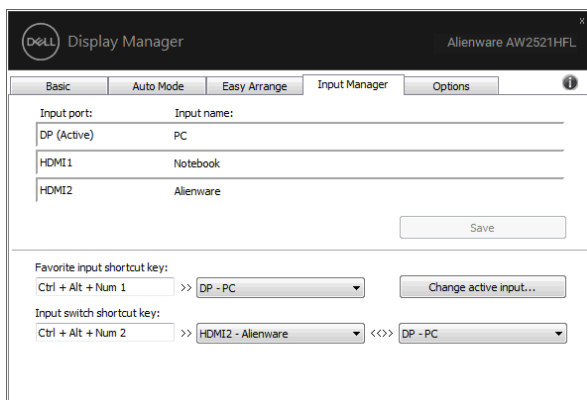 DELL Display Manager Alienware AW2521HFL x
Basic Auto Mode Easy Arrange Input Manager Options i
Input port: Input name:
DP (Active) PC
HDMI1 Notebook
HDMI2 Alienware
Save
Favorite input shortcut key:
Ctrl + Alt + Num 1 >> DP - PC Change active input...
Input switch shortcut key:
Ctrl + Alt + Num 2 >> HDMI2 - Alienware <<>> DP - PC